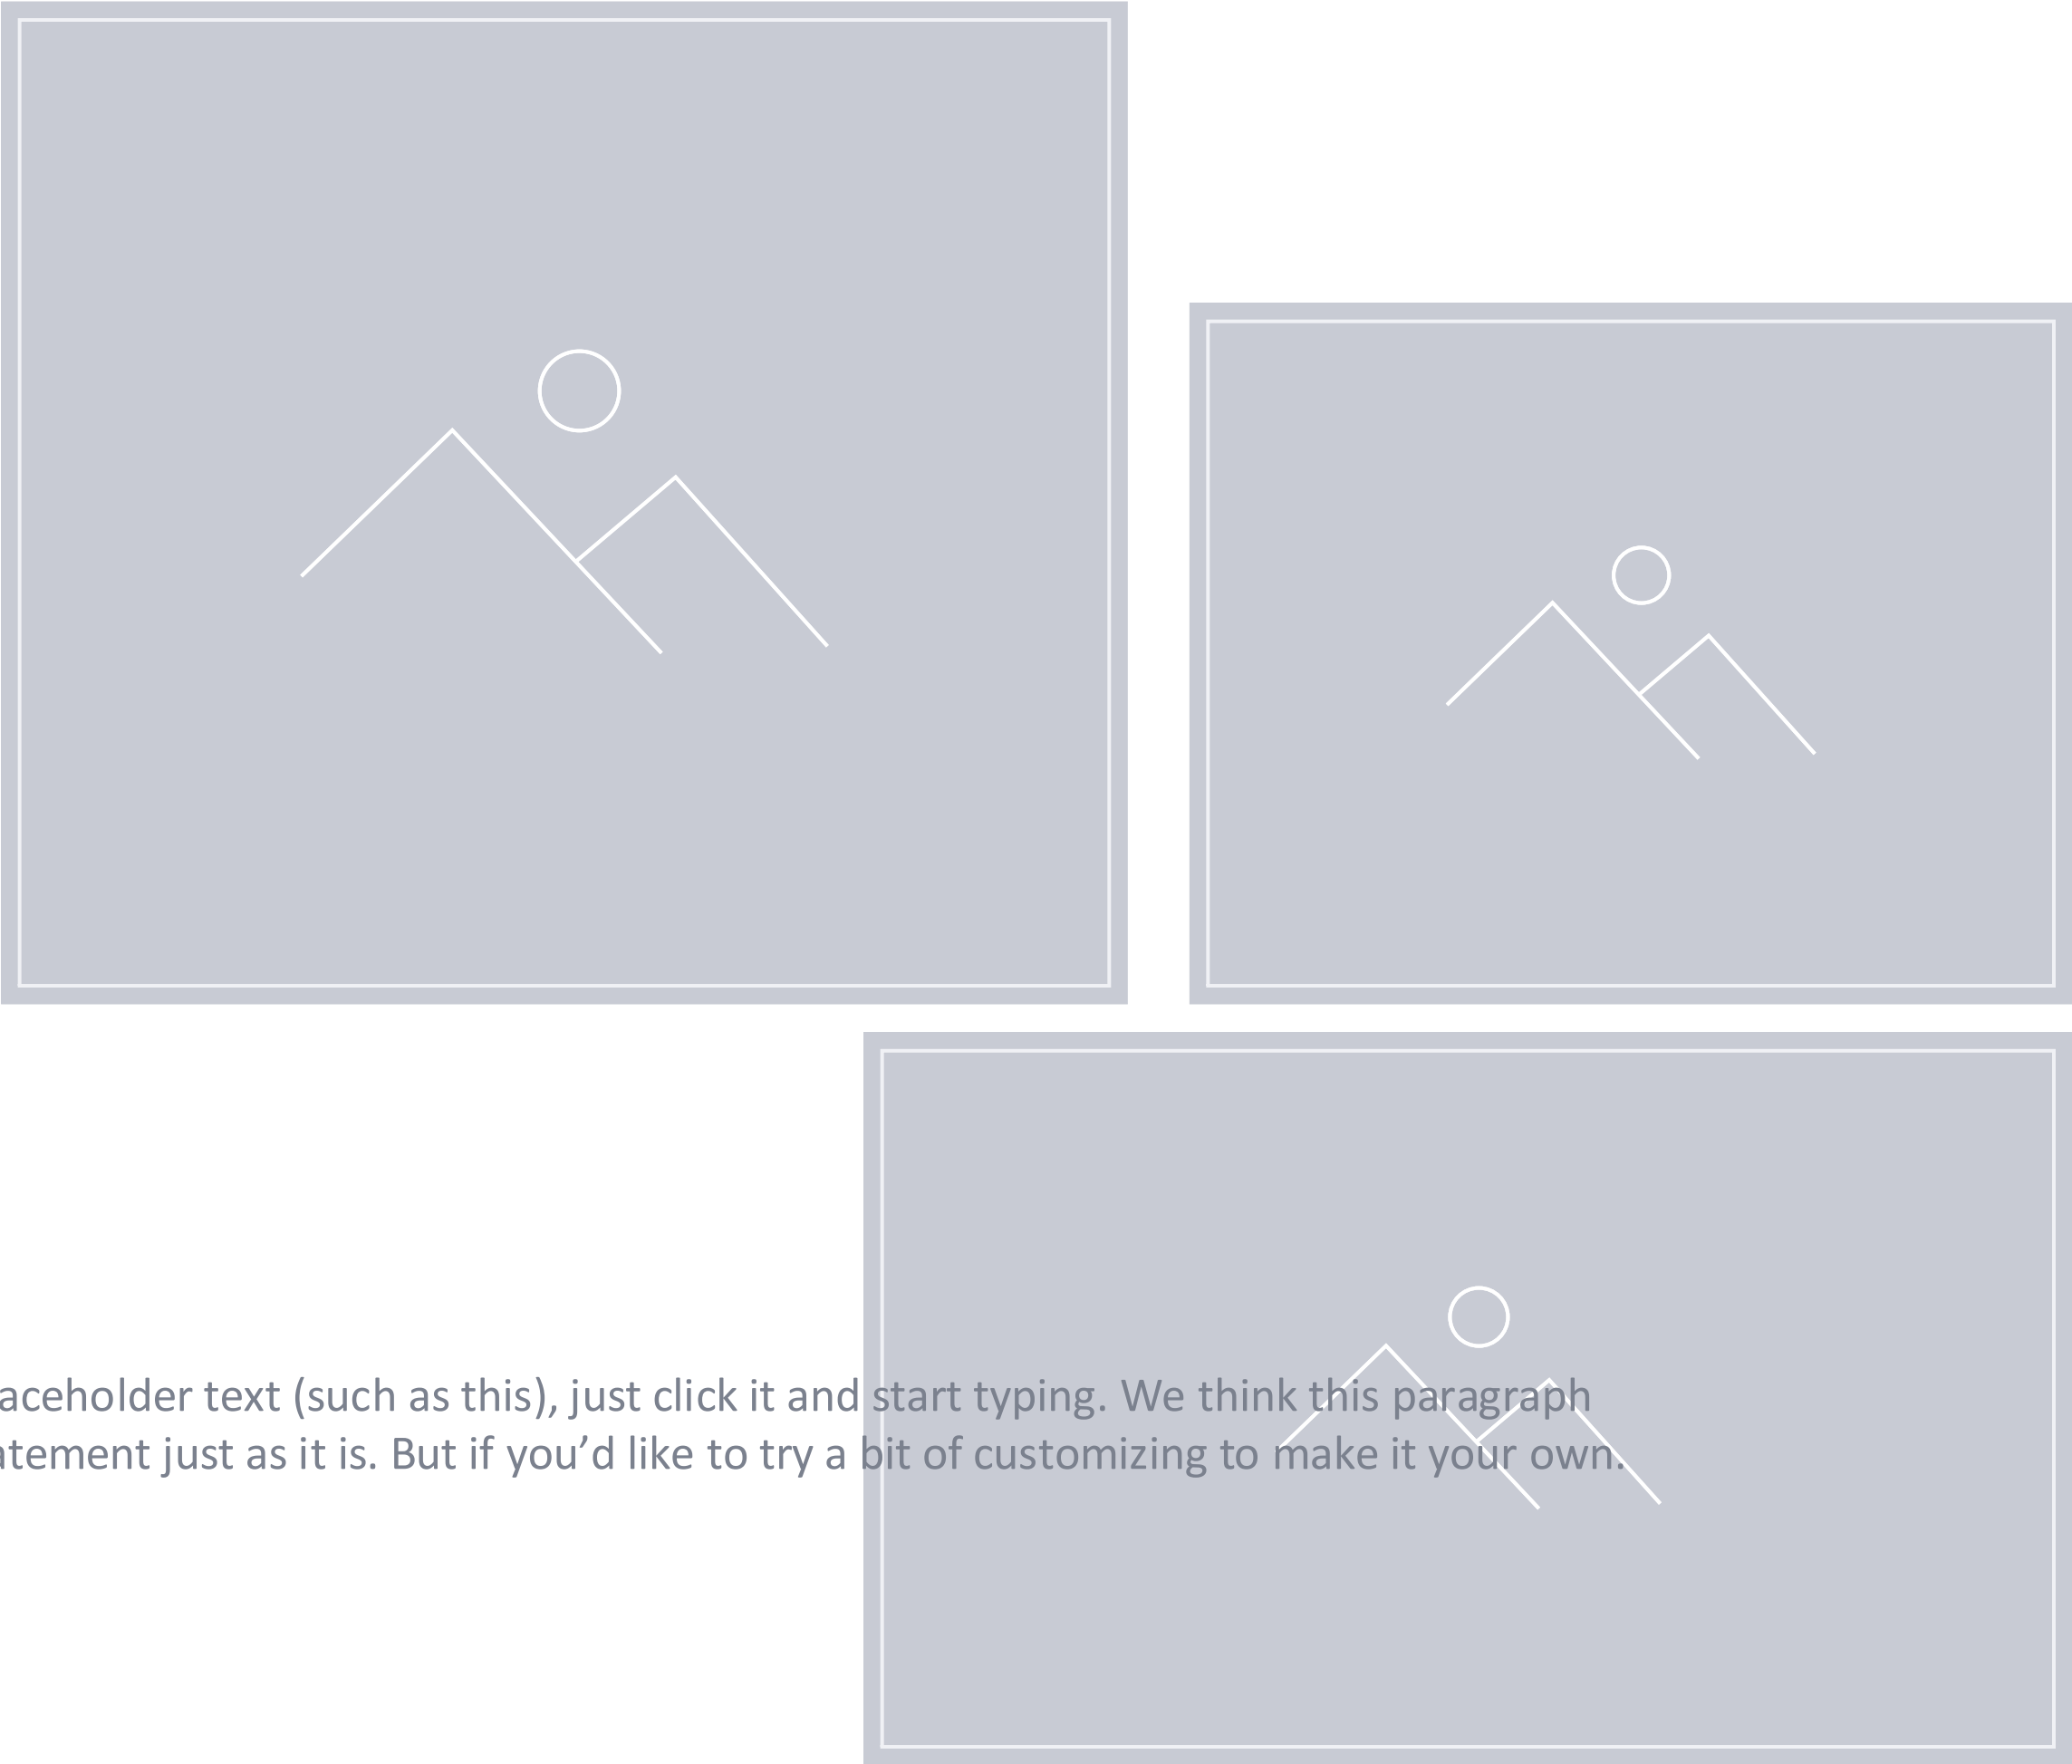 aceholder text (such as this), just click it and start typing. We think this paragraph
tement just as it is. But if you’d like to try a bit of customizing to make it your own.